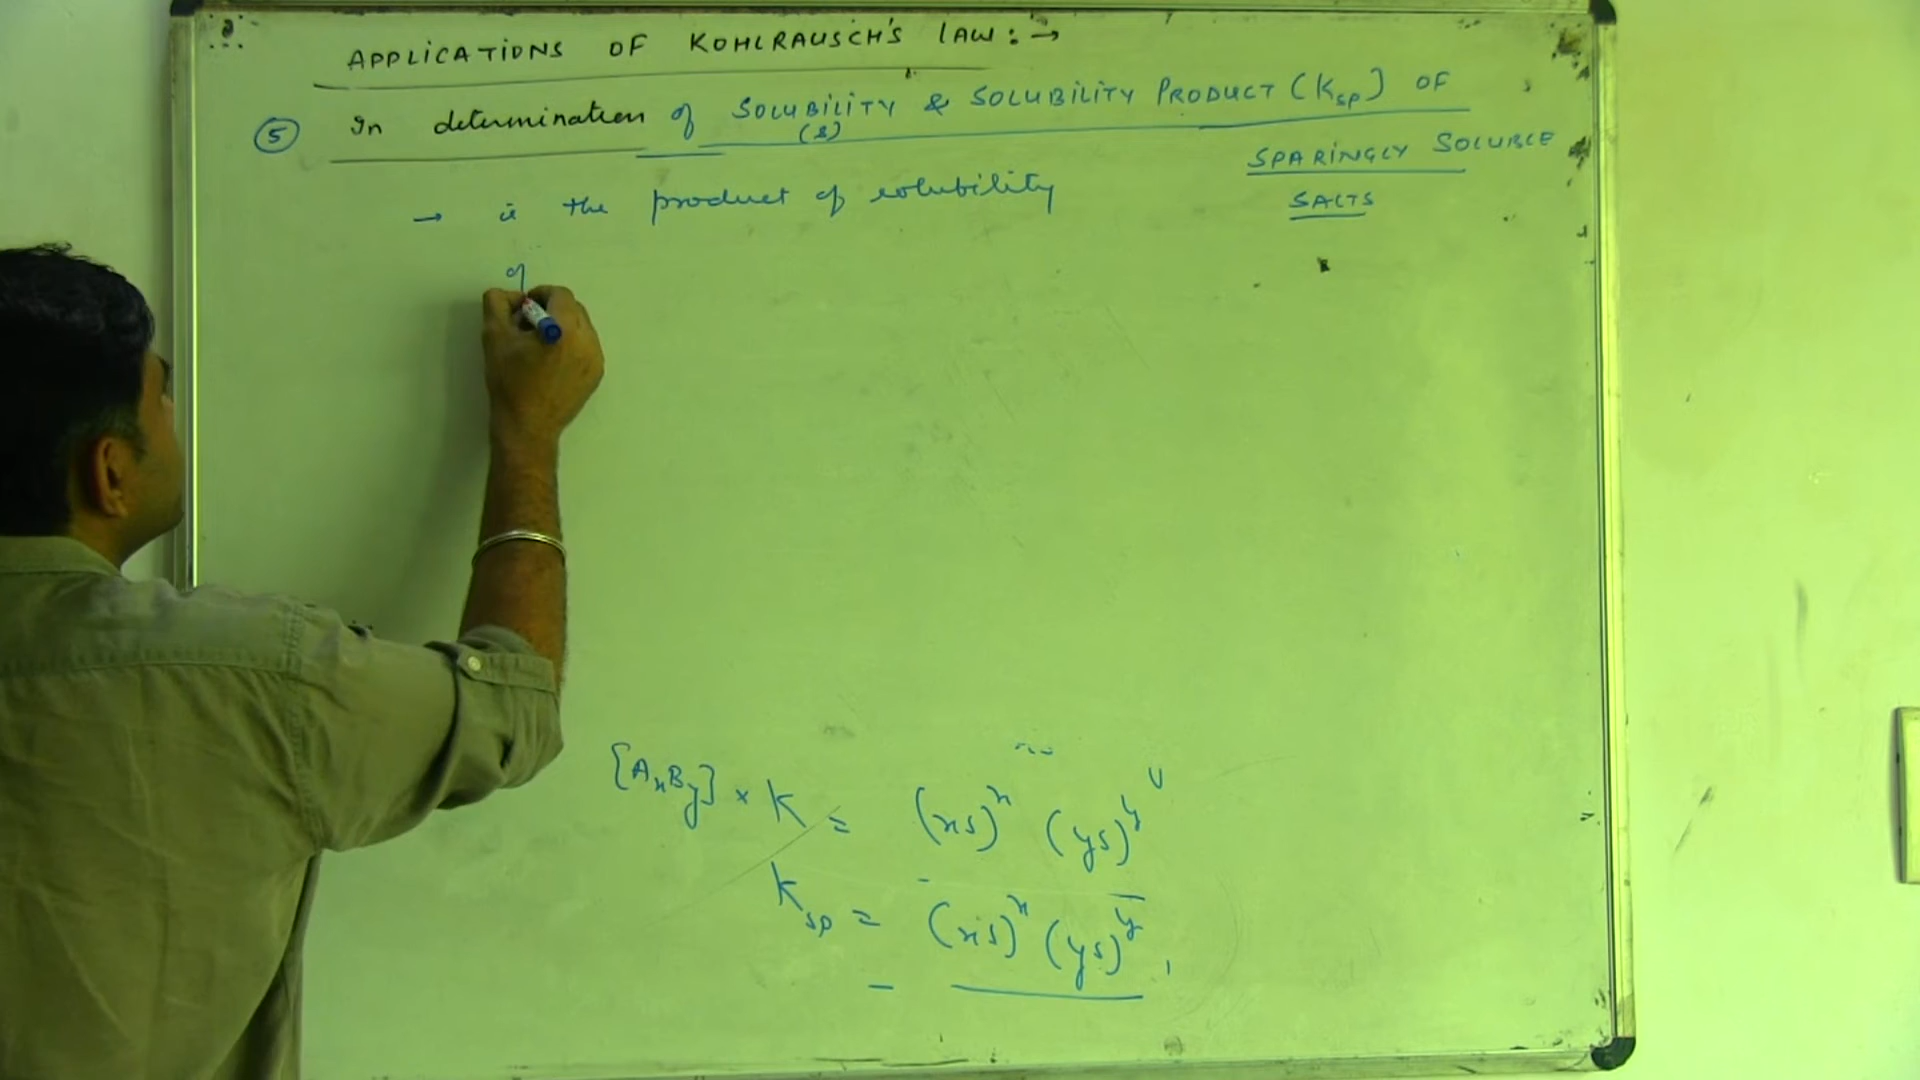 APPLICATIONS OF KOHLRAUSCH'S LAW: →
⑤ In determination of SOLUBILITY & SOLUBILITY PRODUCT (Ksp) OF
(s)
SPARINGLY SOLUBLE
SALTS
→ is the product of solubility
of
[AxBy] × K = (xs)^x (ys)^y
Ksp = (xs)^x (ys)^y